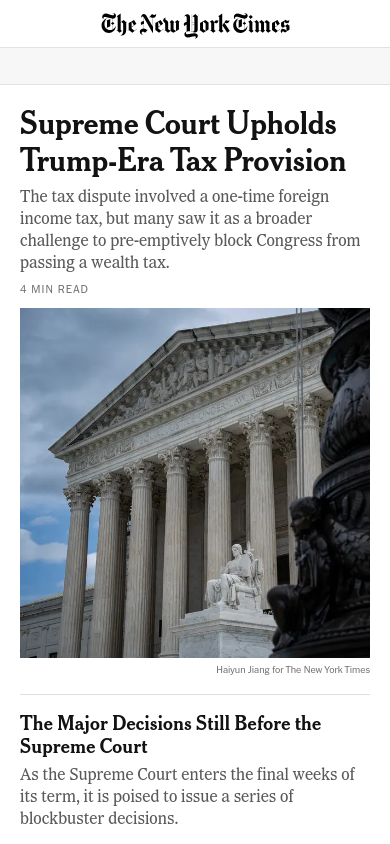 The New York Times
Supreme Court Upholds
Trump-Era Tax Provision
The tax dispute involved a one-time foreign
income tax, but many saw it as a broader
challenge to pre-emptively block Congress from
passing a wealth tax.
4 MIN READ
Haiyun Jiang for The New York Times
The Major Decisions Still Before the
Supreme Court
As the Supreme Court enters the final weeks of
its term, it is poised to issue a series of
blockbuster decisions.